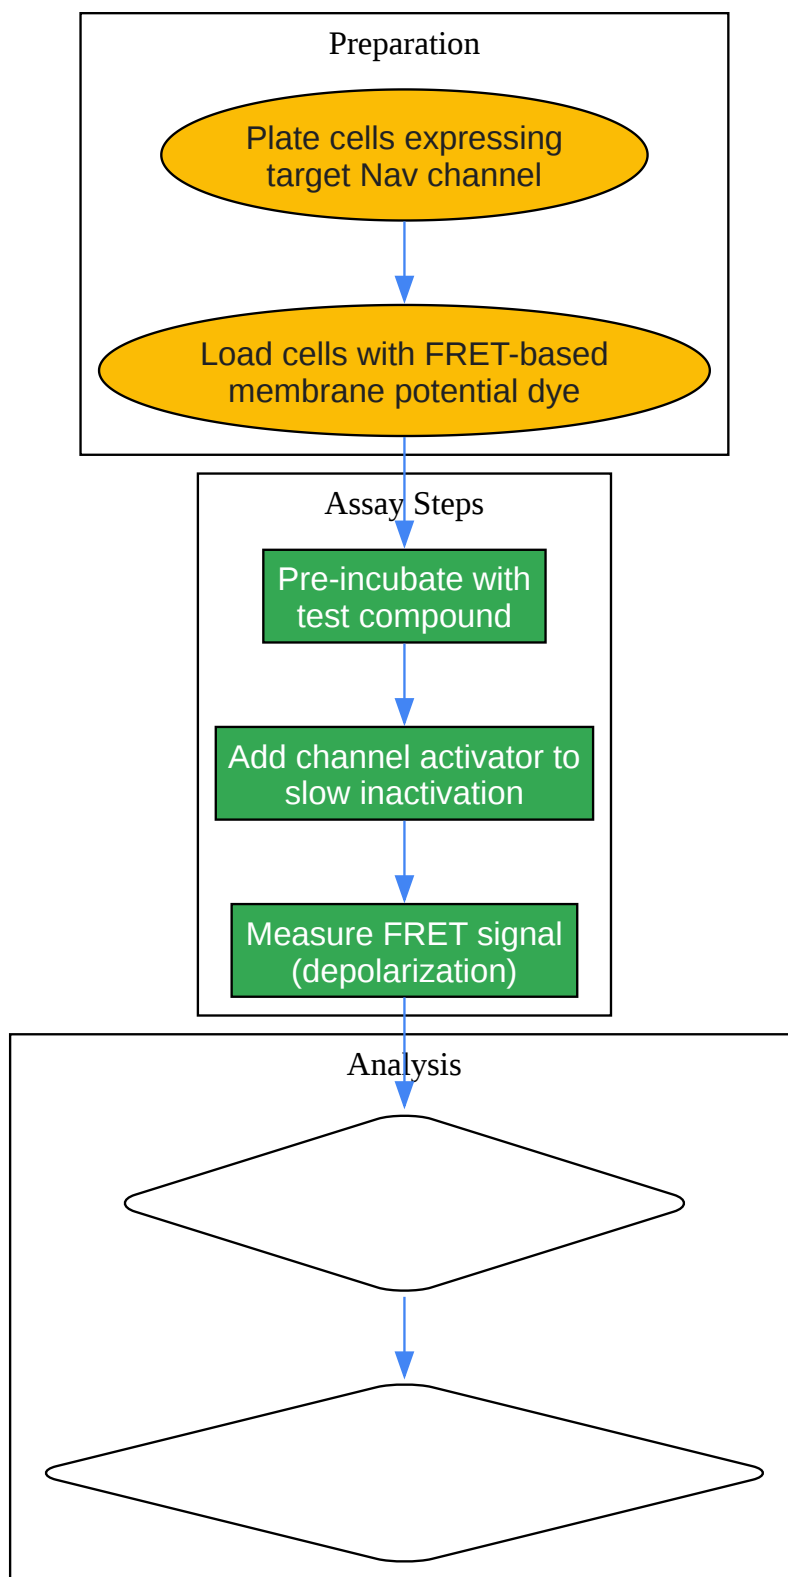 Preparation
Plate cells expressing
target Nav channel
Load cells with FRET-based
membrane potential dye
Assay Steps
Pre-incubate with
test compound
Add channel activator to
slow inactivation
Measure FRET signal
(depolarization)
Analysis